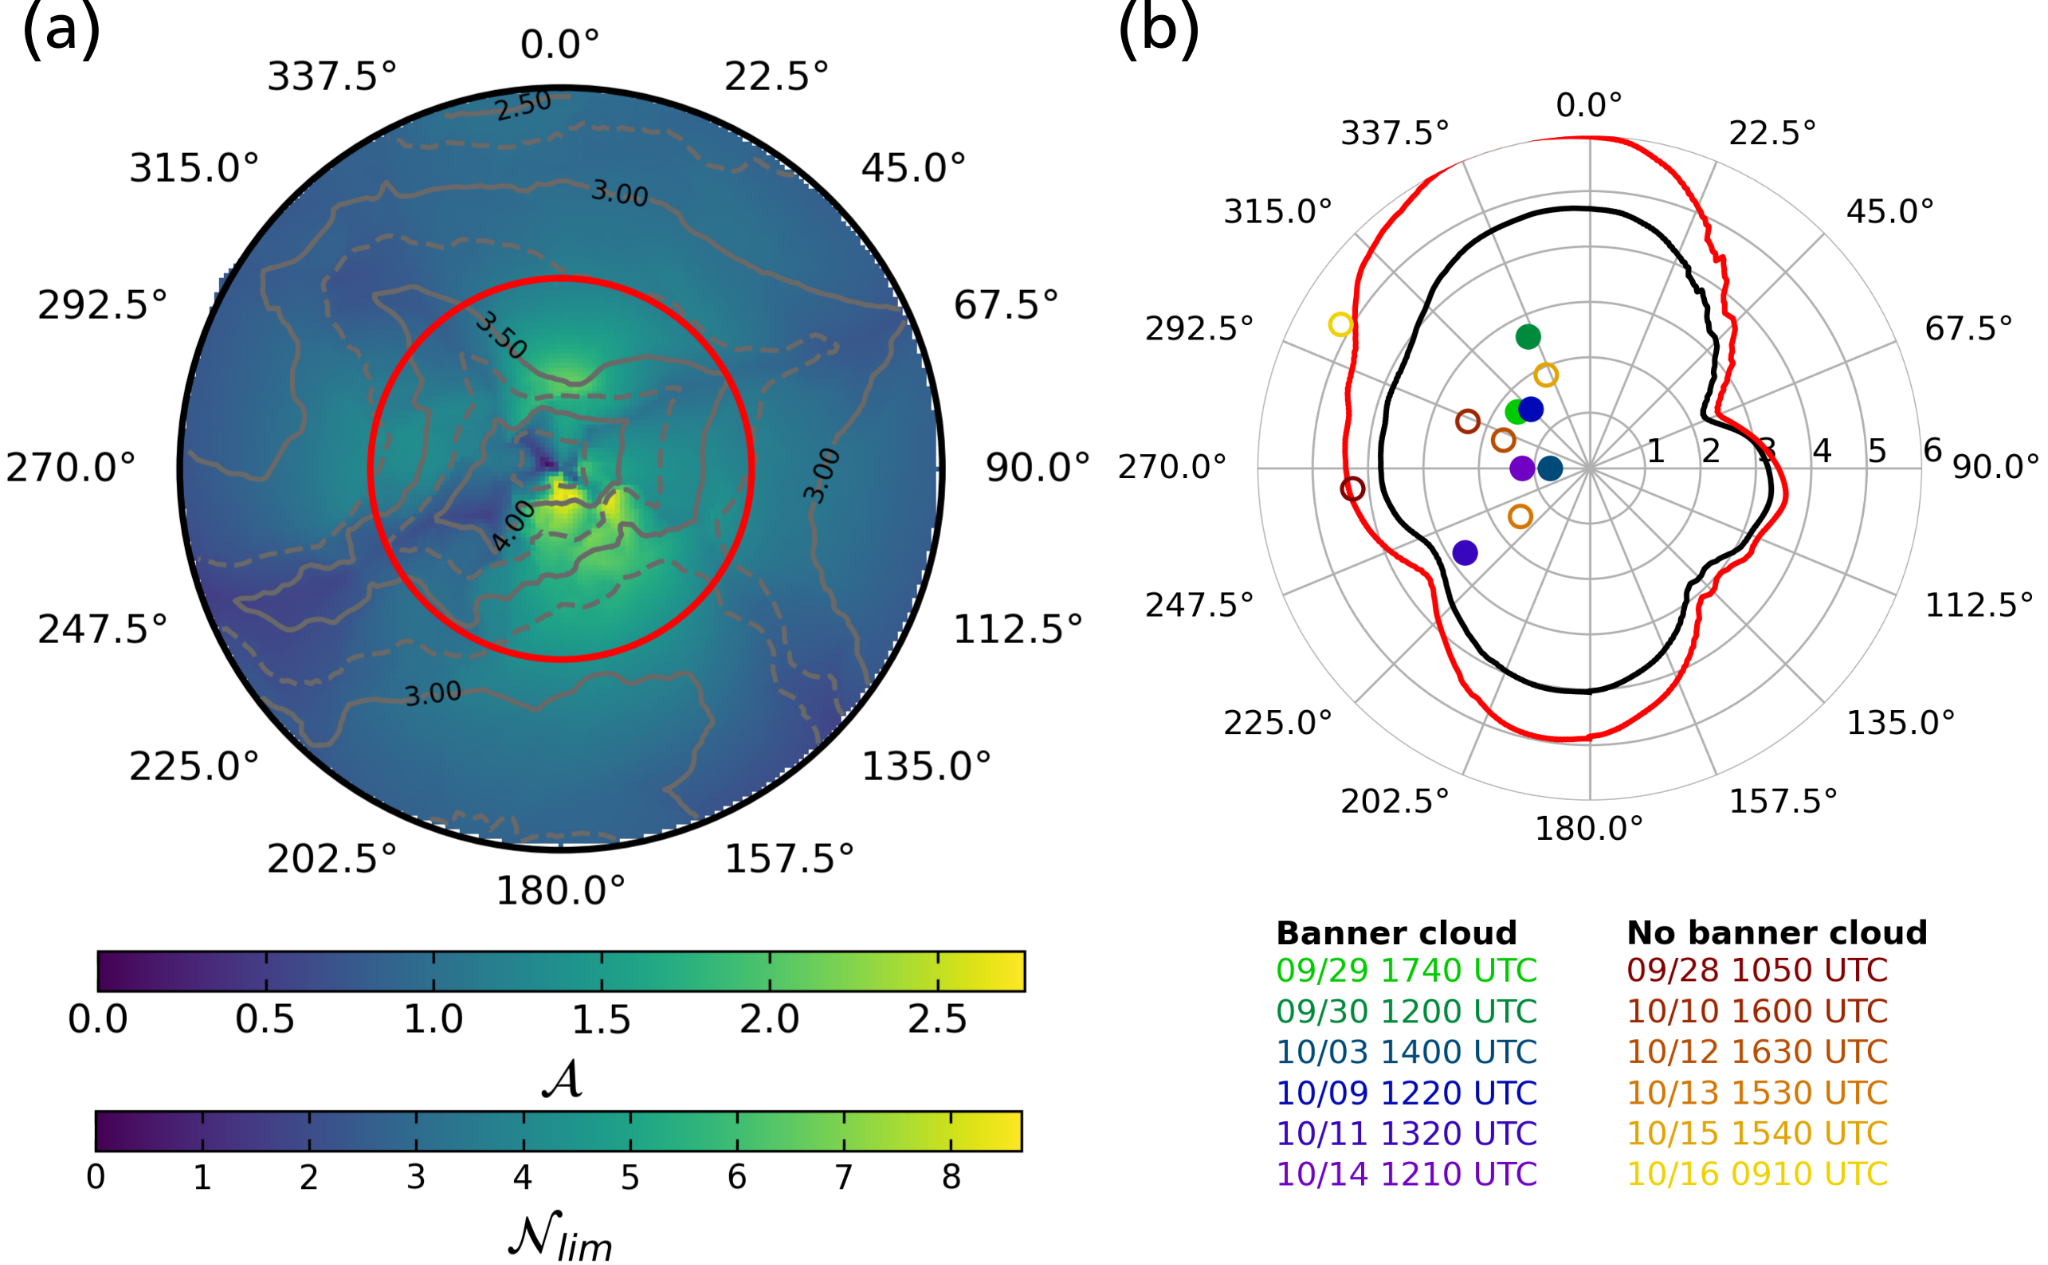 (a)
0.0°
337.5°
22.5°
315.0°
45.0°
292.5°
67.5°
270.0°
90.0°
247.5°
112.5°
225.0°
135.0°
202.5°
157.5°
180.0°
2.50
3.00
3.50
3.00
4.00
3.00
0.0 0.5 1.0 1.5 2.0 2.5
𝒜
0 1 2 3 4 5 6 7 8
𝒩lim
(b)
0.0°
337.5°
22.5°
315.0°
45.0°
292.5°
67.5°
270.0°
1 2 3 4 5 6
90.0°
247.5°
112.5°
225.0°
135.0°
202.5°
157.5°
180.0°
Banner cloud
09/29 1740 UTC
09/30 1200 UTC
10/03 1400 UTC
10/09 1220 UTC
10/11 1320 UTC
10/14 1210 UTC
No banner cloud
09/28 1050 UTC
10/10 1600 UTC
10/12 1630 UTC
10/13 1530 UTC
10/15 1540 UTC
10/16 0910 UTC